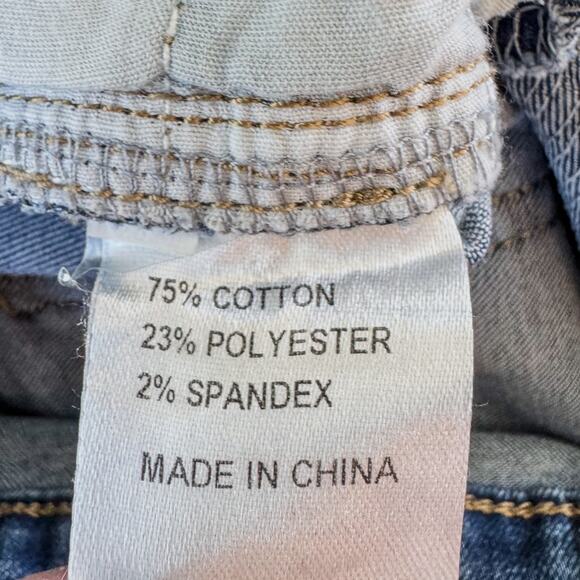 75% COTTON
23% POLYESTER
2% SPANDEX
MADE IN CHINA